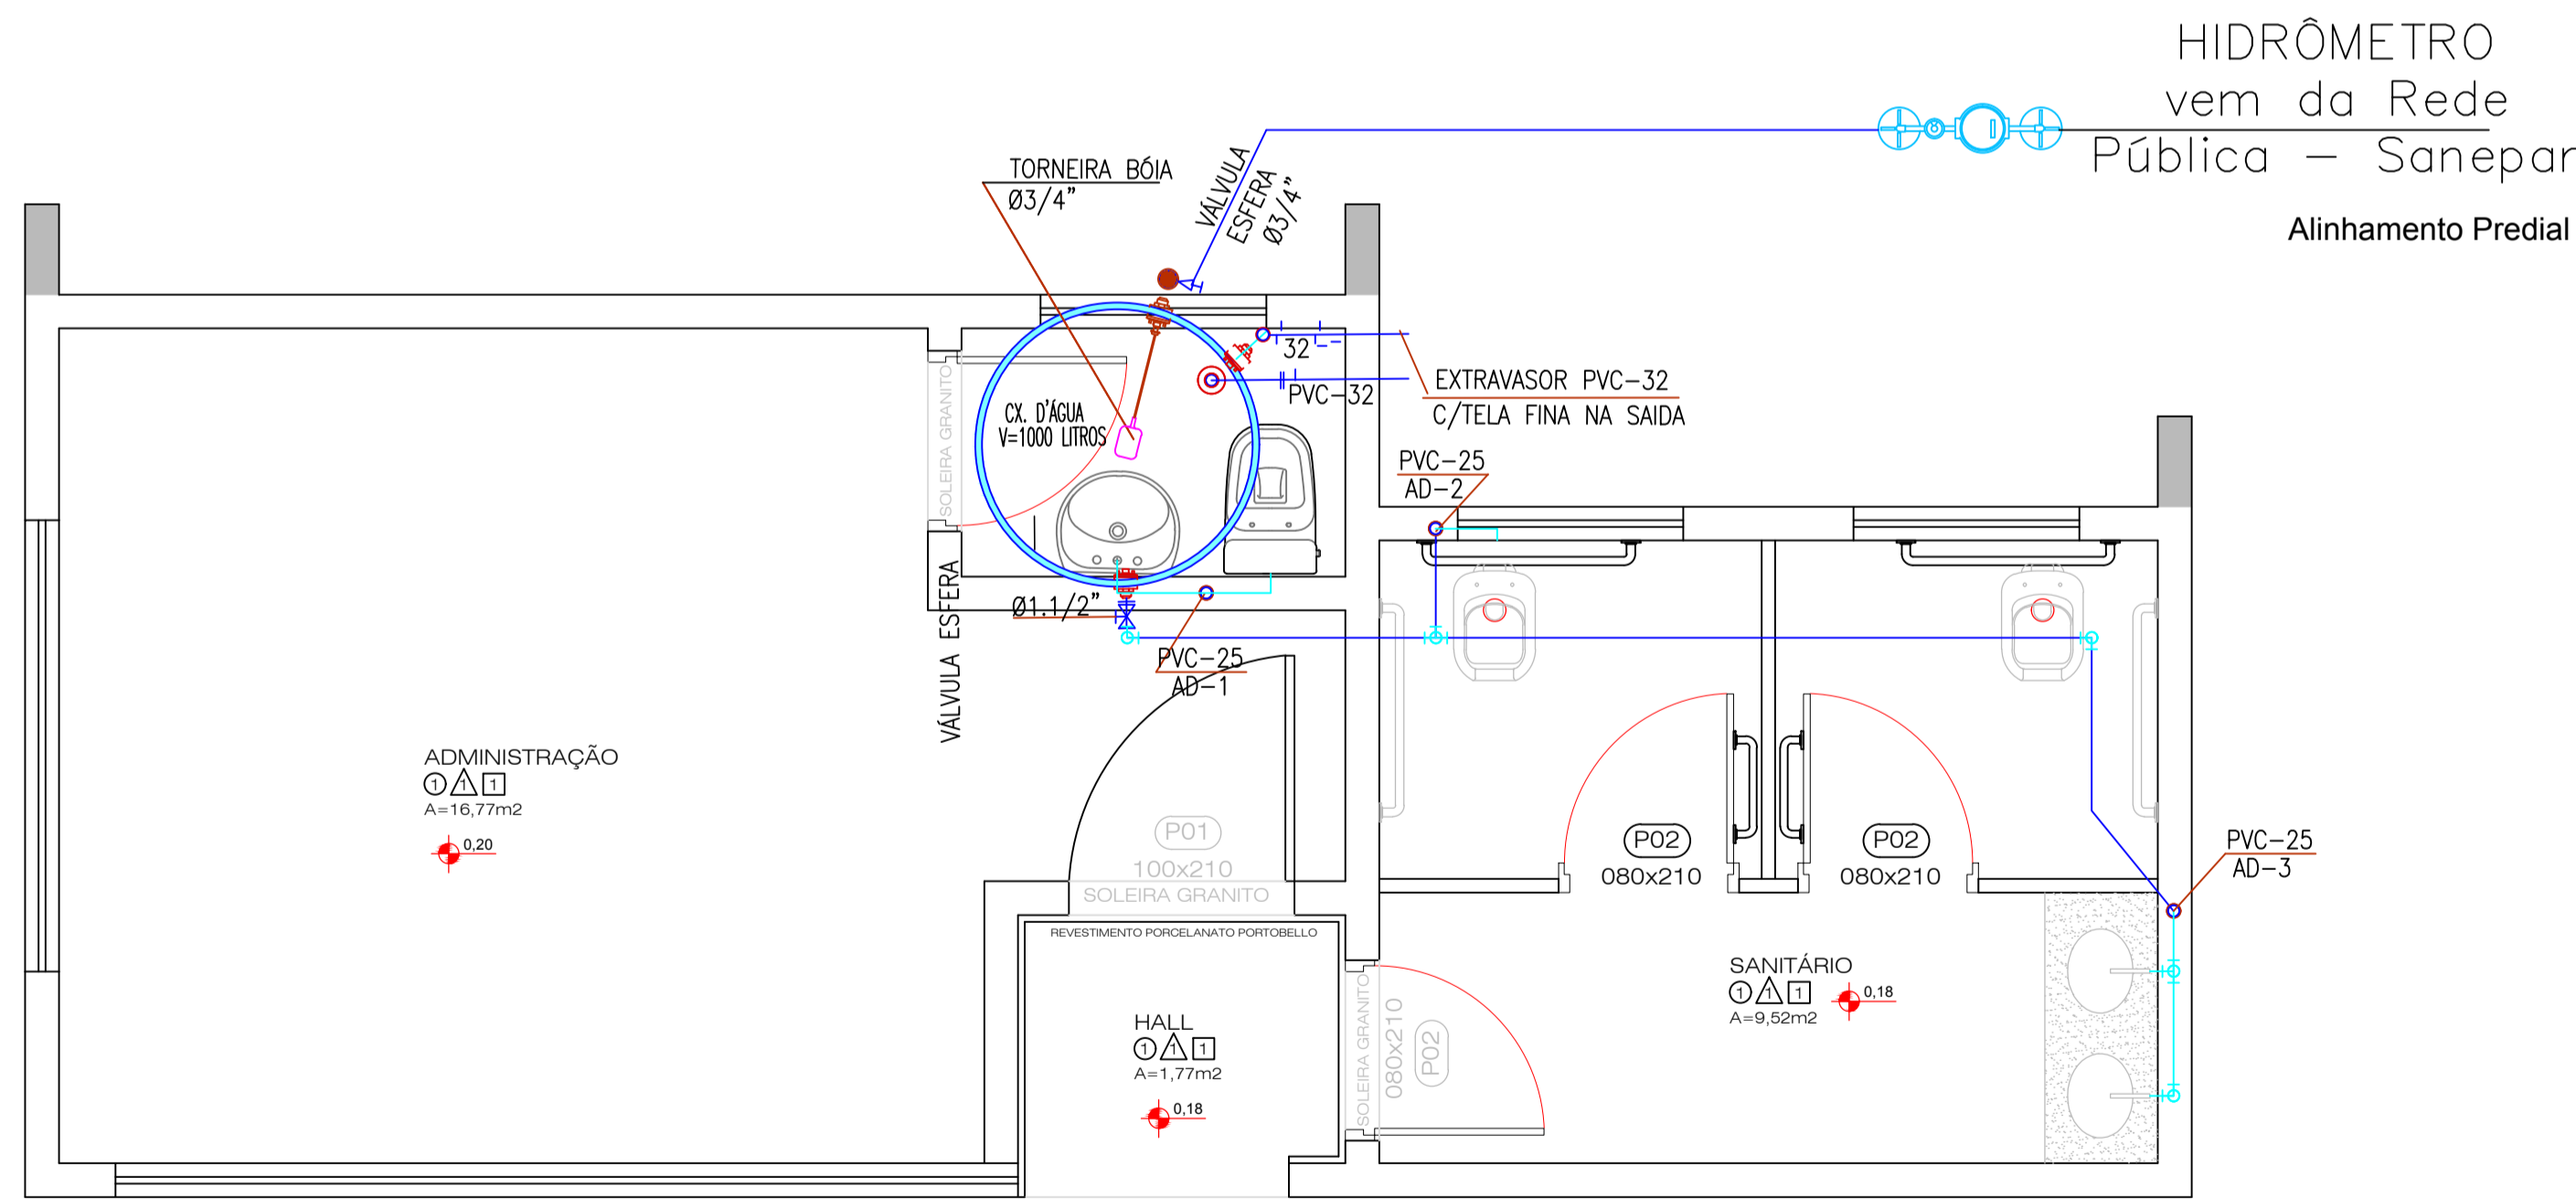 HIDRÔMETRO
vem da Rede
Pública - Sanepar
Alinhamento Predial
TORNEIRA BÓIA
Ø3/4"
VÁLVULA
ESFERA
Ø3/4"
32
PVC-32
EXTRAVASOR PVC-32
C/TELA FINA NA SAIDA
CX. D'ÁGUA
V=1000 LITROS
SOLEIRA GRANITO
PVC-25
AD-2
Ø1.1/2"
VÁLVULA ESFERA
PVC-25
AD-1
ADMINISTRAÇÃO
1 1 1
A=16,77m2
0,20
P01
100x210
SOLEIRA GRANITO
REVESTIMENTO PORCELANATO PORTOBELLO
P02
080x210
P02
080x210
PVC-25
AD-3
HALL
1 1 1
A=1,77m2
0,18
SOLEIRA GRANITO
080x210
P02
SANITÁRIO
1 1 1
A=9,52m2
0,18